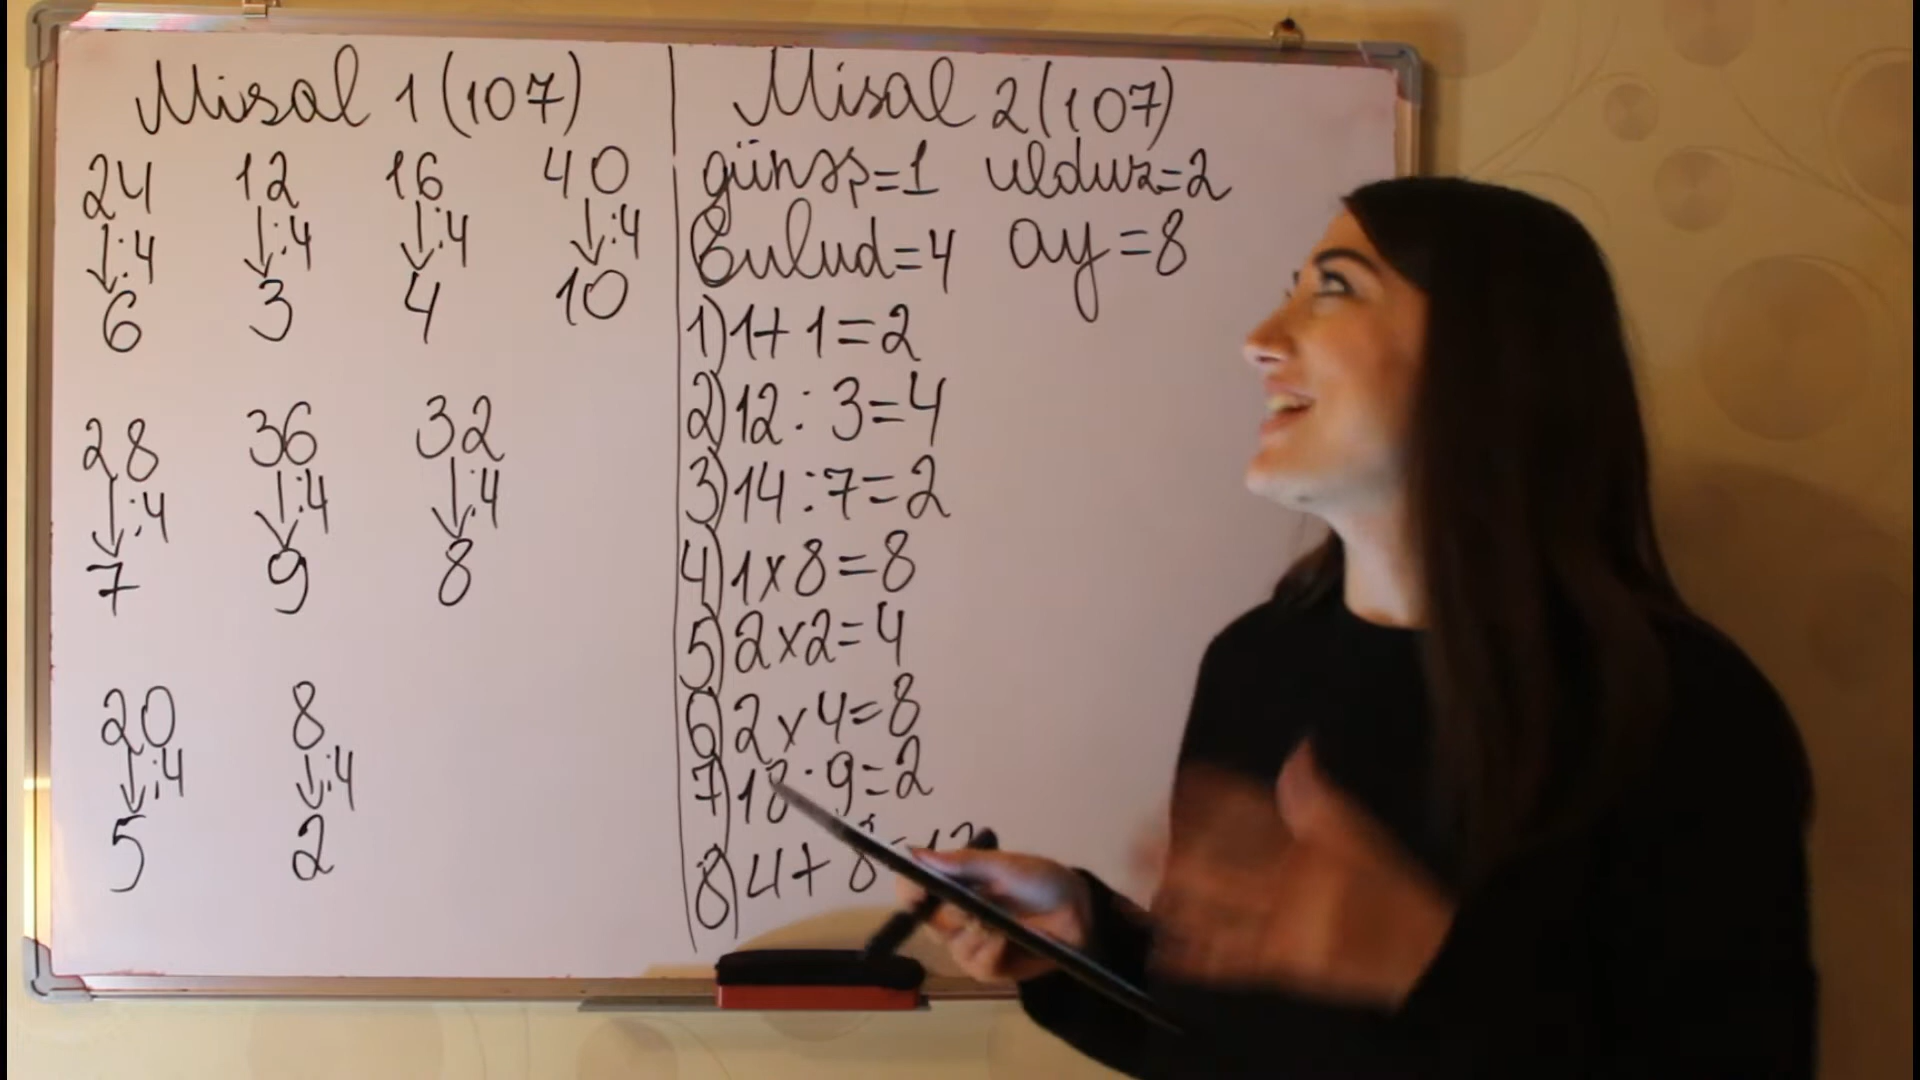 Misal 1 (107)
24 12 16 40
↓:4 ↓:4 ↓:4 ↓:4
6 3 4 10
28 36 32
↓:4 ↓:4 ↓:4
7 9 8
20 8
↓:4 ↓:4
5 2
Misal 2 (107)
günəş=1 ulduz=2
bulud=4 ay=8
1) 1+1=2
2) 12:3=4
3) 14:7=2
4) 1x8=8
5) 2x2=4
6) 2x4=8
7) 18:9=2
8) 4+8=12